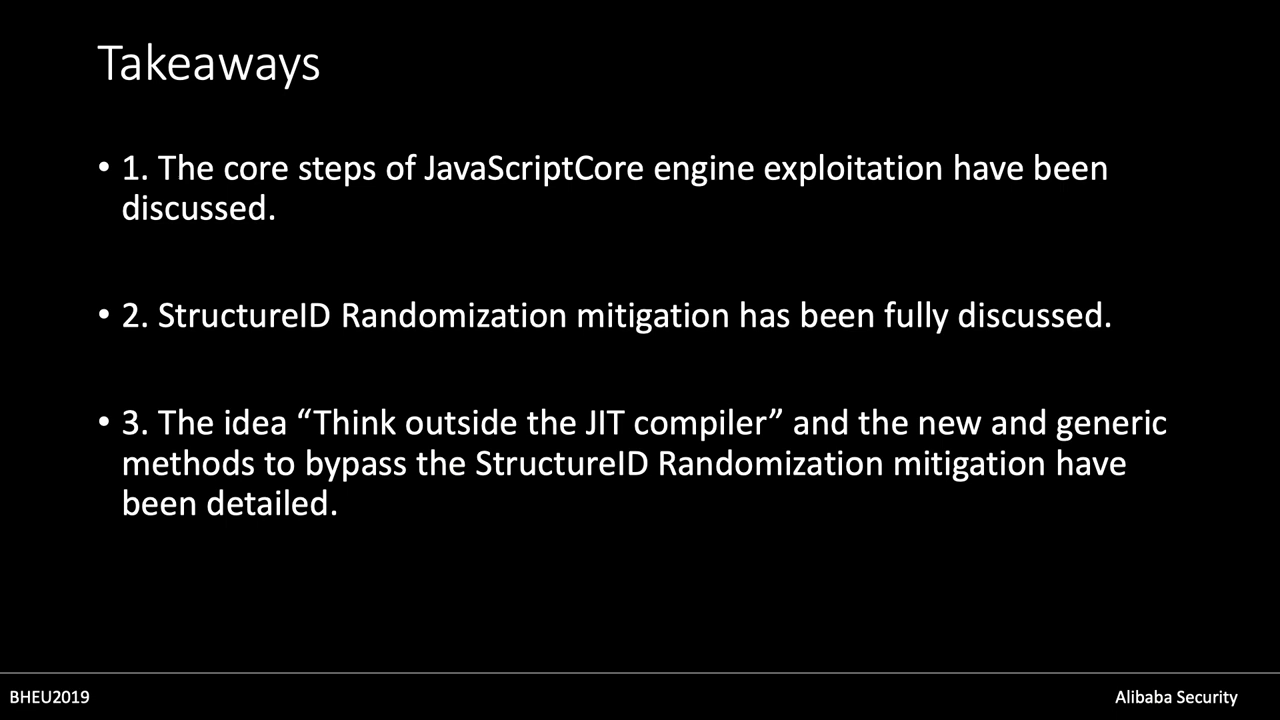 Takeaways
• 1. The core steps of JavaScriptCore engine exploitation have been
discussed.
• 2. StructureID Randomization mitigation has been fully discussed.
• 3. The idea “Think outside the JIT compiler” and the new and generic
methods to bypass the StructureID Randomization mitigation have
been detailed.
BHEU2019
Alibaba Security